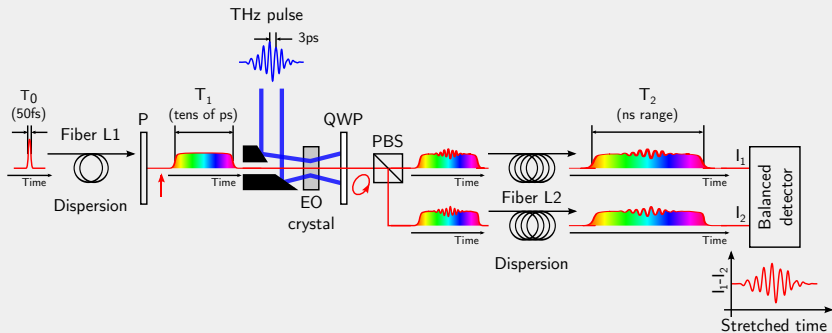 THz pulse
3ps
T0
(50fs)
Fiber L1
P
T1
(tens of ps)
QWP
PBS
T2
(ns range)
Time
Time
Time
Time
I1
Dispersion
EO
crystal
Fiber L2
I2
Balanced
detector
Time
Time
Dispersion
I1-I2
Stretched time